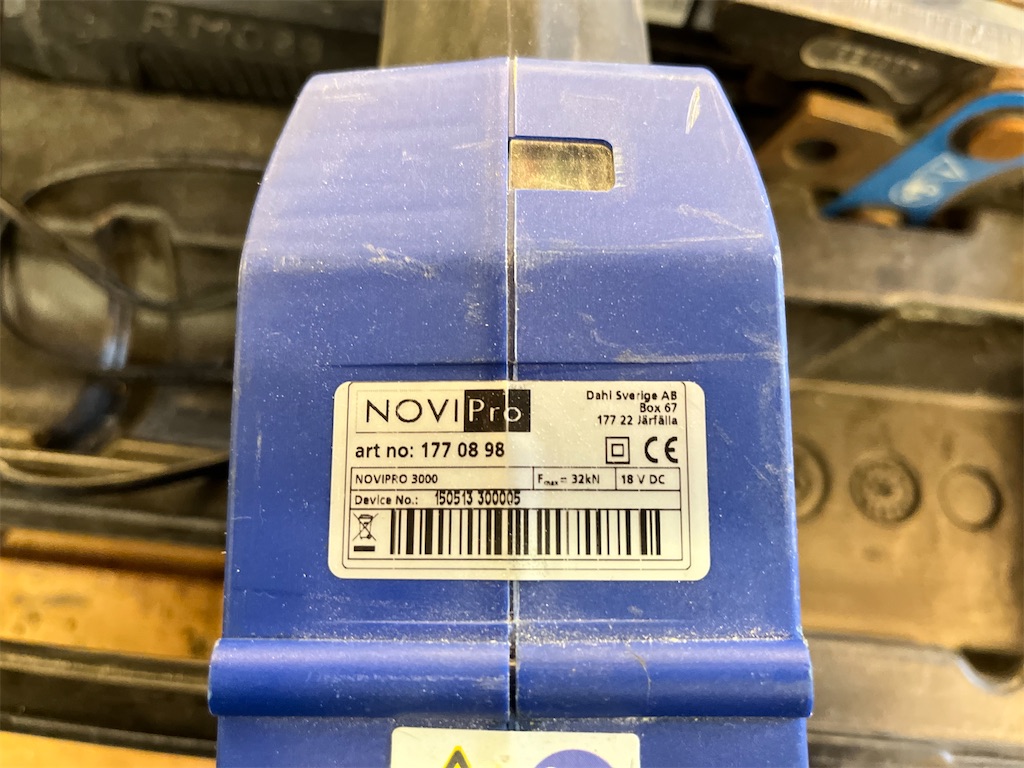 NOVIPro
Dahl Sverige AB
Box 67
177 22 Järfälla
art no: 177 08 98
CE
NOVIPRO 3000
Fmax = 32kN
18 V DC
Device No.: 150513 300005